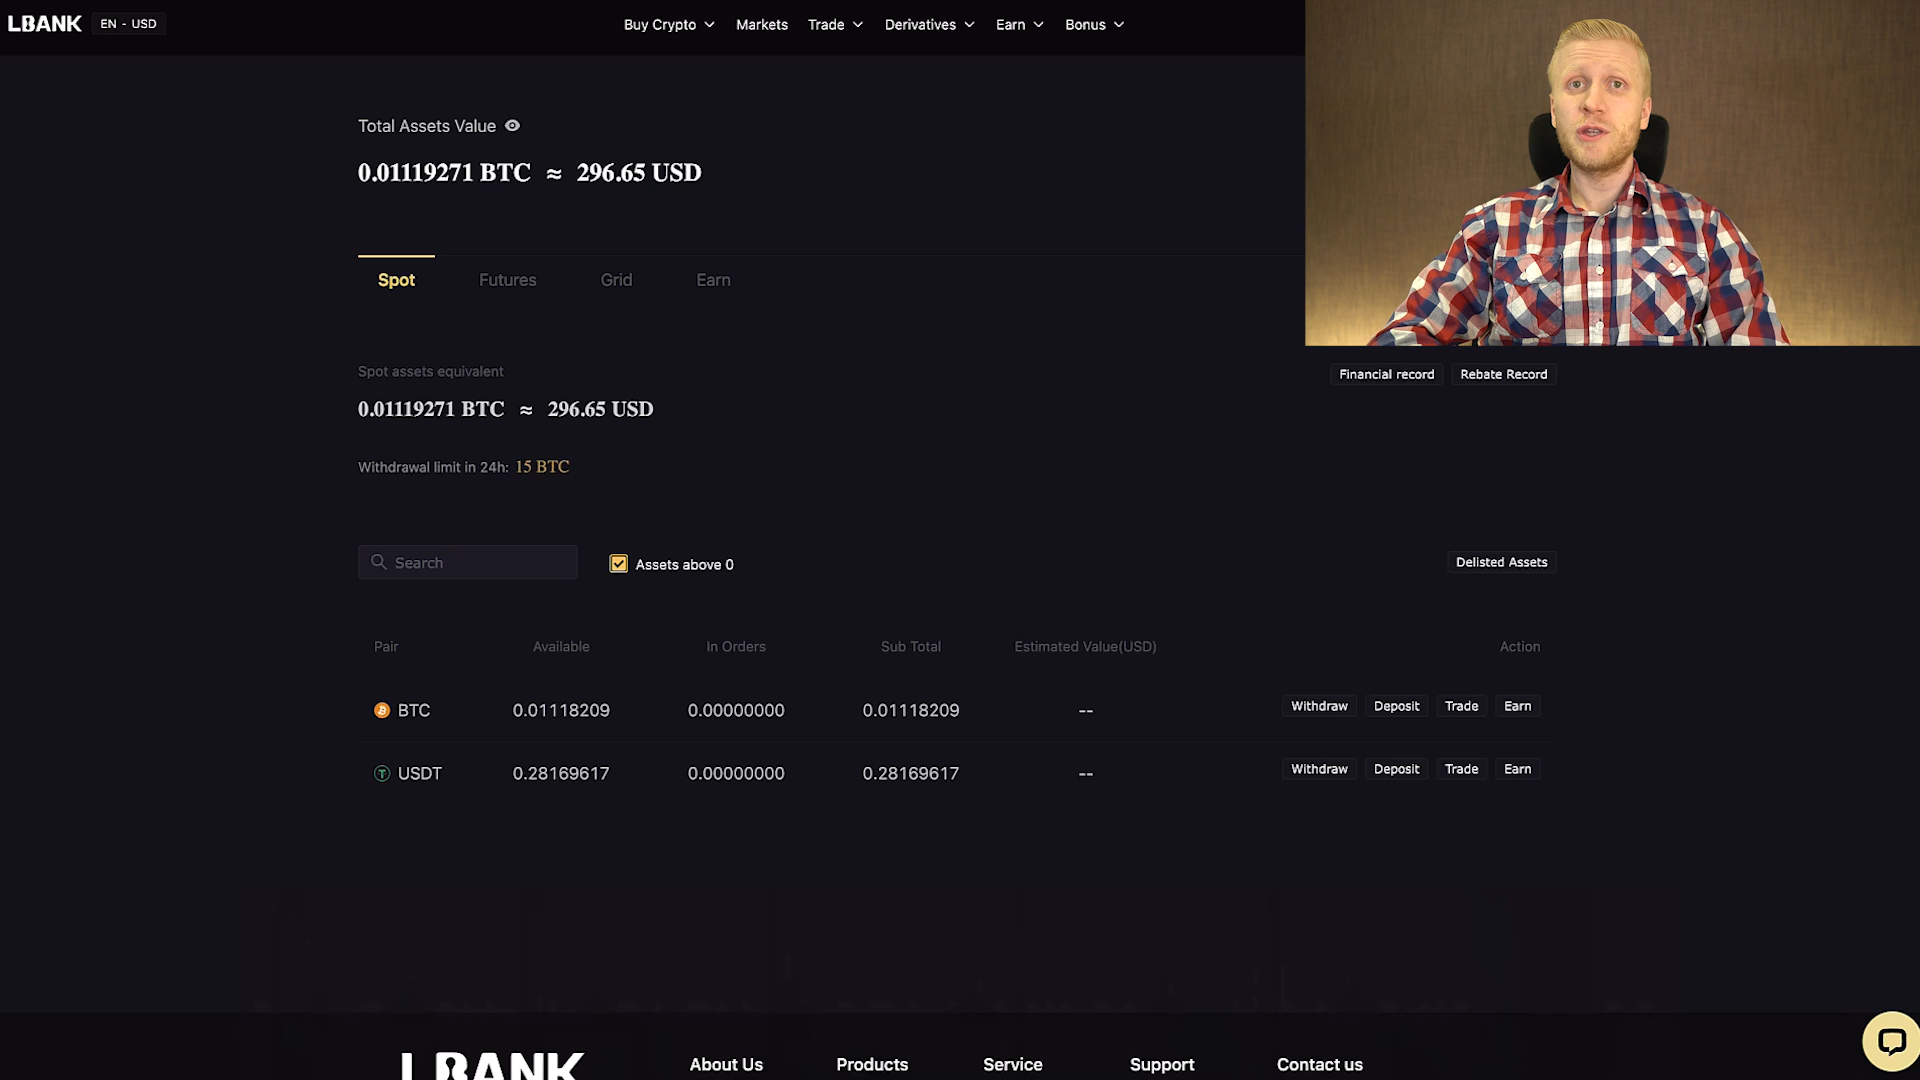 LBANK EN - USD Buy Crypto Markets Trade Derivatives Earn Bonus
Total Assets Value
0.01119271 BTC ≈ 296.65 USD
Spot Futures Grid Earn
Spot assets equivalent
Financial record Rebate Record
0.01119271 BTC ≈ 296.65 USD
Withdrawal limit in 24h: 15 BTC
Search Assets above 0 Delisted Assets
Pair Available In Orders Sub Total Estimated Value(USD) Action
BTC 0.01118209 0.00000000 0.01118209 -- Withdraw Deposit Trade Earn
USDT 0.28169617 0.00000000 0.28169617 -- Withdraw Deposit Trade Earn
LBANK About Us Products Service Support Contact us